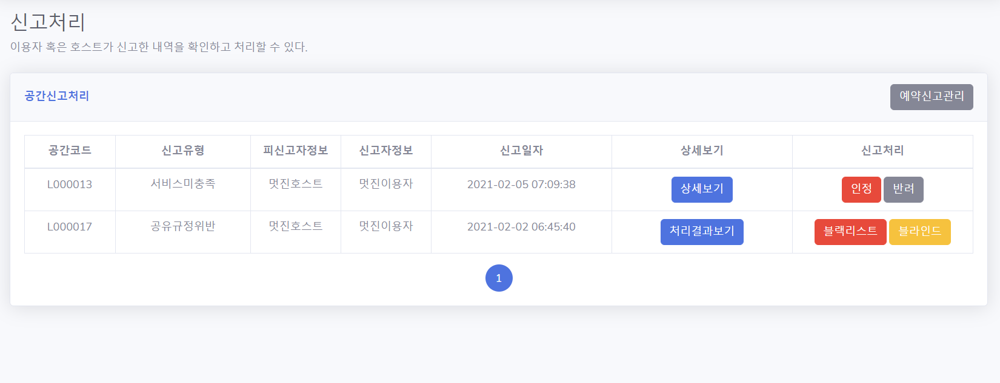 신고처리
이용자 혹은 호스트가 신고한 내역을 확인하고 처리할 수 있다.
공간신고처리 예약신고관리
공간코드 신고유형 피신고자정보 신고자정보 신고일자 상세보기 신고처리
L000013 서비스미충족 멋진호스트 멋진이용자 2021-02-05 07:09:38 상세보기 인정 반려
L000017 공유규정위반 멋진호스트 멋진이용자 2021-02-02 06:45:40 처리결과보기 블랙리스트 블라인드
1